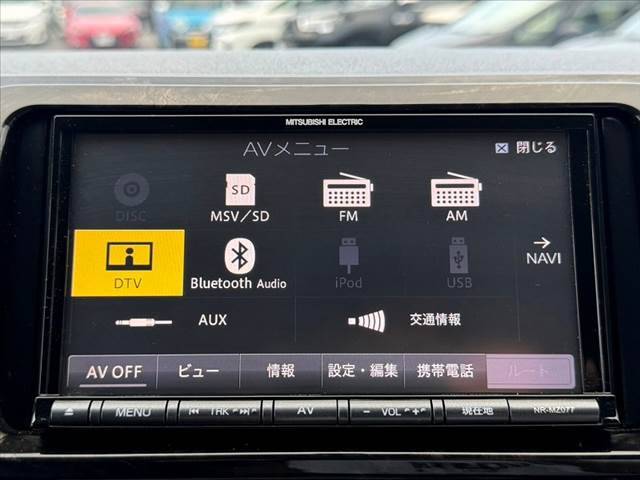 MITSUBISHI ELECTRIC
AVメニュー
閉じる
DISC
SD
MSV／SD
FM
AM
DTV
Bluetooth Audio
iPod
USB
→
NAVI
AUX
交通情報
AV OFF
ビュー
情報
設定・編集
携帯電話
ルート
MENU
TRK
AV
− VOL +
現在地
NR-MZ077